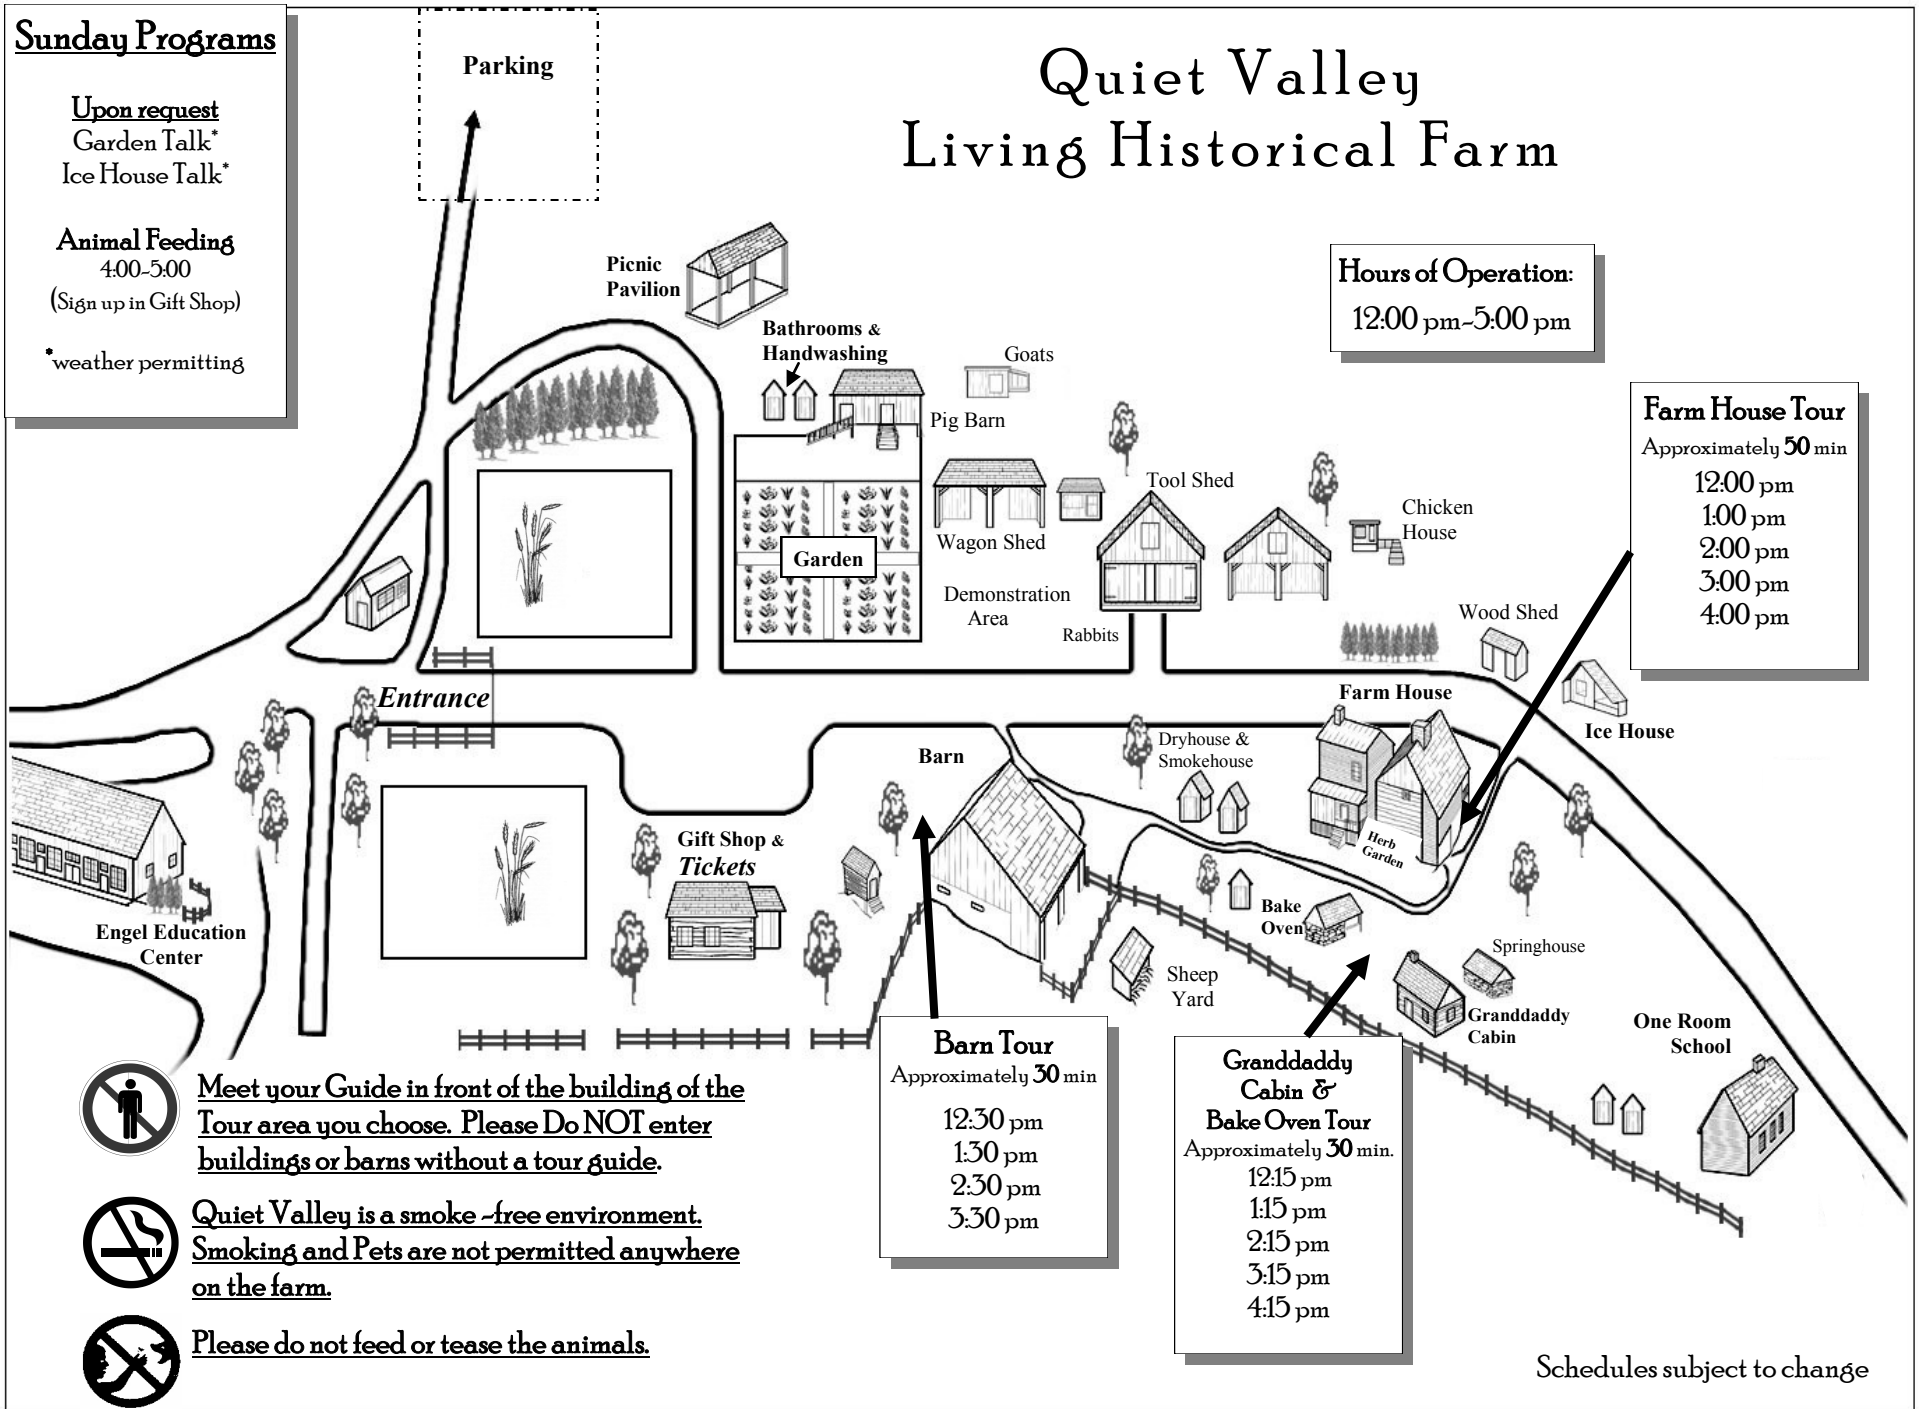 Sunday Programs
Upon request
Garden Talk*
Ice House Talk*
Animal Feeding
4:00-5:00
(Sign up in Gift Shop)
*weather permitting
Parking
Quiet Valley
Living Historical Farm
Hours of Operation:
12:00 pm-5:00 pm
Farm House Tour
Approximately 50 min
12:00 pm
1:00 pm
2:00 pm
3:00 pm
4:00 pm
Picnic
Pavilion
Bathrooms &
Handwashing
Goats
Pig Barn
Tool Shed
Chicken
House
Wagon Shed
Garden
Demonstration
Area
Rabbits
Wood Shed
Entrance
Farm House
Ice House
Dryhouse &
Smokehouse
Barn
Herb
Garden
Gift Shop &
Tickets
Bake
Oven
Engel Education
Center
Springhouse
Sheep
Yard
Granddaddy
Cabin
One Room
School
Barn Tour
Approximately 30 min
12:30 pm
1:30 pm
2:30 pm
3:30 pm
Granddaddy
Cabin &
Bake Oven Tour
Approximately 30 min.
12:15 pm
1:15 pm
2:15 pm
3:15 pm
4:15 pm
Meet your Guide in front of the building of the
Tour area you choose. Please Do NOT enter
buildings or barns without a tour guide.
Quiet Valley is a smoke -free environment.
Smoking and Pets are not permitted anywhere
on the farm.
Please do not feed or tease the animals.
Schedules subject to change